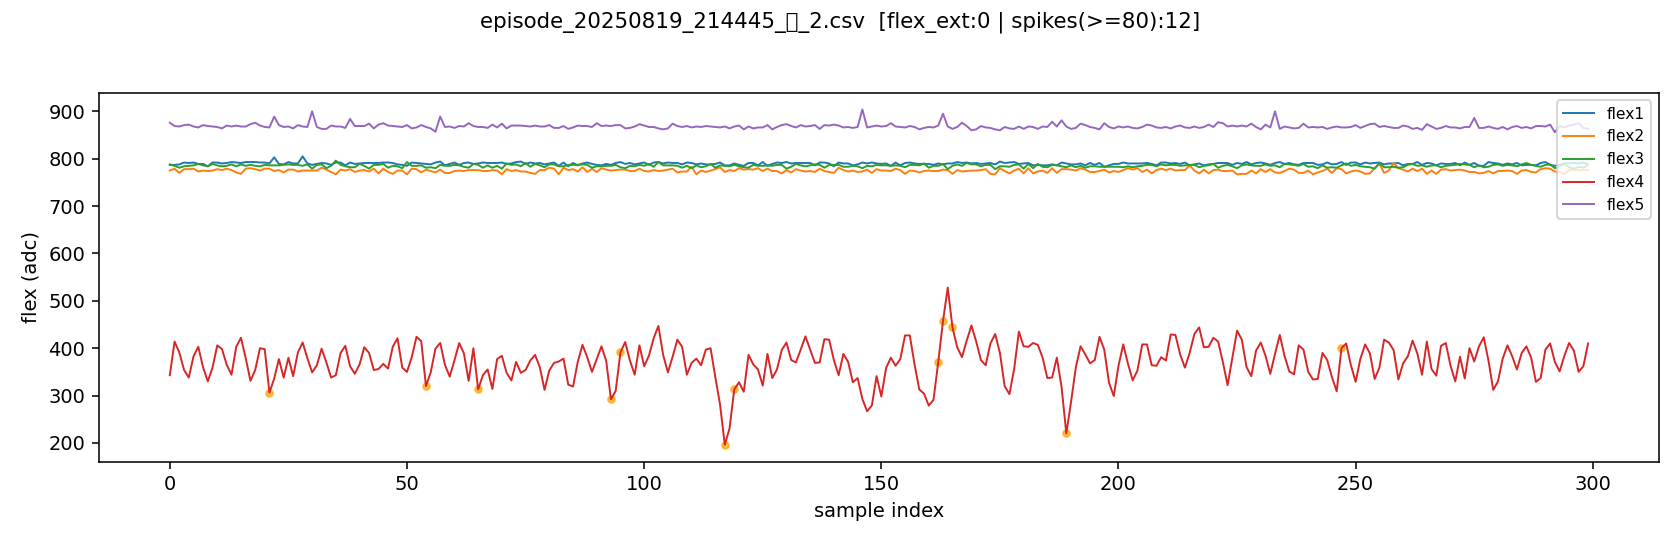 episode_20250819_214445_▯_2.csv [flex_ext:0 | spikes(>=80):12]
flex (adc)
900
800
700
600
500
400
300
200
0
50
100
150
200
250
300
sample index
flex1
flex2
flex3
flex4
flex5